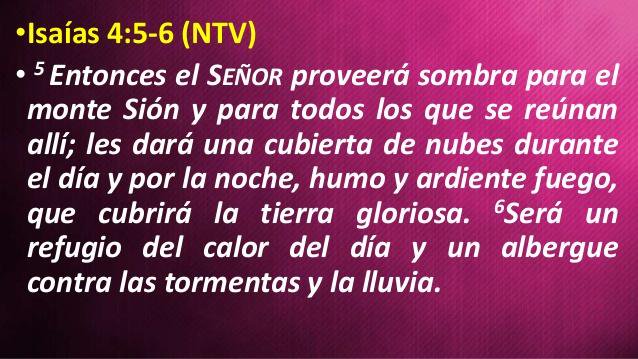 •Isaías 4:5-6 (NTV)
• 5 Entonces el SEÑOR proveerá sombra para el
monte Sión y para todos los que se reúnan
allí; les dará una cubierta de nubes durante
el día y por la noche, humo y ardiente fuego,
que cubrirá la tierra gloriosa. 6Será un
refugio del calor del día y un albergue
contra las tormentas y la lluvia.